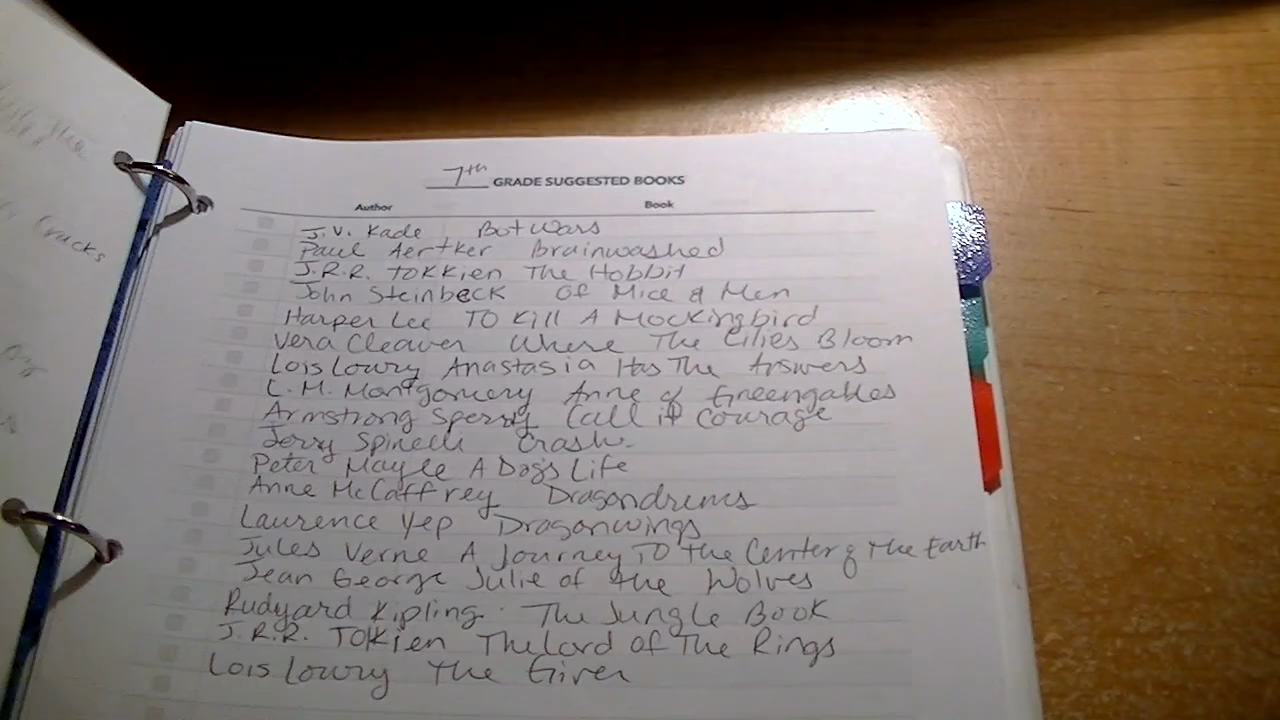 7th GRADE SUGGESTED BOOKS
Author Book
J.V. Kade Bot Wars
Paul Aertker Brainwashed
J.R.R. Tokkien The Hobbit
John Steinbeck Of Mice & Men
Harper Lee To Kill A Mockingbird
Vera Cleaver Where The Lilies Bloom
Lois Lowry Anastasia Has The Answers
L.M. Montgomery Anne of Greengables
Armstrong Sperry Call it Courage
Jerry Spinelli Crash
Peter Mayle A Dog's Life
Anne McCaffrey Dragondrums
Laurence Yep Dragonwings
Jules Verne A Journey To the Center of the Earth
Jean George Julie of the Wolves
Rudyard Kipling The Jungle Book
J.R.R. Tolkien The Lord of The Rings
Lois Lowry The Giver
Cracks